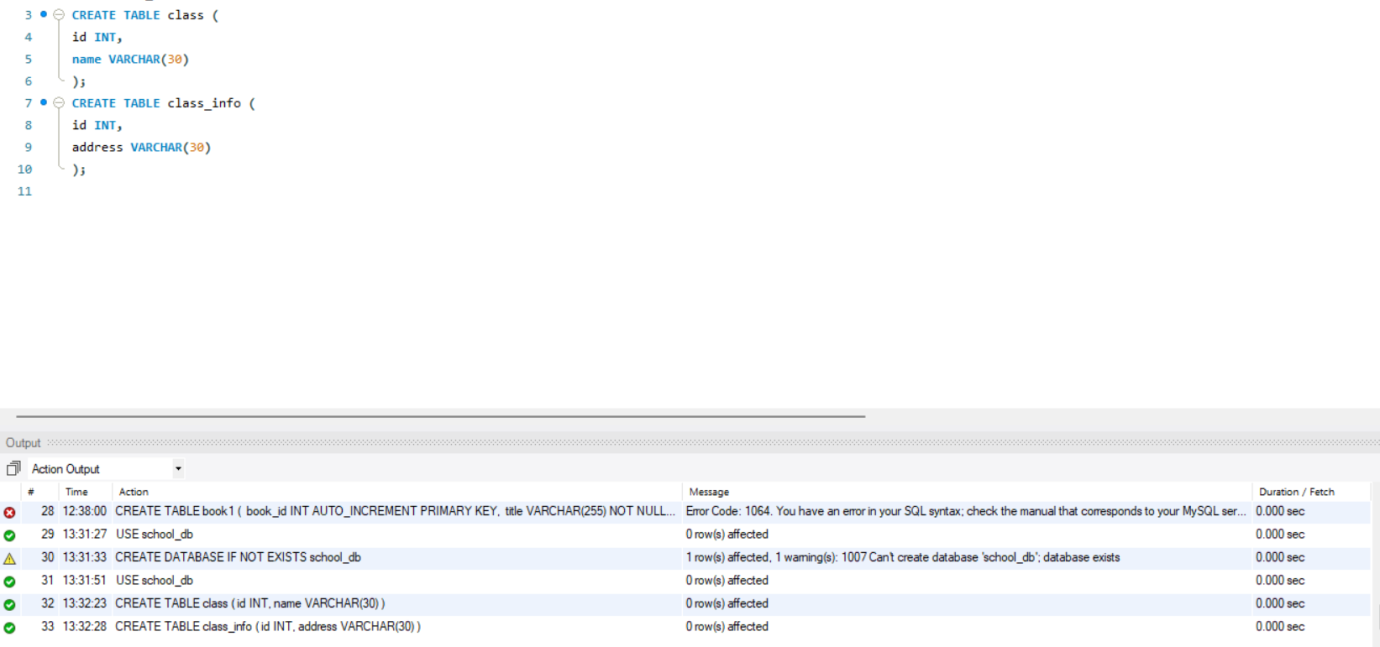 3 CREATE TABLE class (
4 id INT,
5 name VARCHAR(30)
6 );
7 CREATE TABLE class_info (
8 id INT,
9 address VARCHAR(30)
10 );
11
Output
Action Output
# Time Action Message Duration / Fetch
28 12:38:00 CREATE TABLE book1 ( book_id INT AUTO_INCREMENT PRIMARY KEY, title VARCHAR(255) NOT NULL... Error Code: 1064. You have an error in your SQL syntax; check the manual that corresponds to your MySQL ser... 0.000 sec
29 13:31:27 USE school_db 0 row(s) affected 0.000 sec
30 13:31:33 CREATE DATABASE IF NOT EXISTS school_db 1 row(s) affected, 1 warning(s): 1007 Can't create database 'school_db'; database exists 0.000 sec
31 13:31:51 USE school_db 0 row(s) affected 0.000 sec
32 13:32:23 CREATE TABLE class ( id INT, name VARCHAR(30) ) 0 row(s) affected 0.000 sec
33 13:32:28 CREATE TABLE class_info ( id INT, address VARCHAR(30) ) 0 row(s) affected 0.000 sec